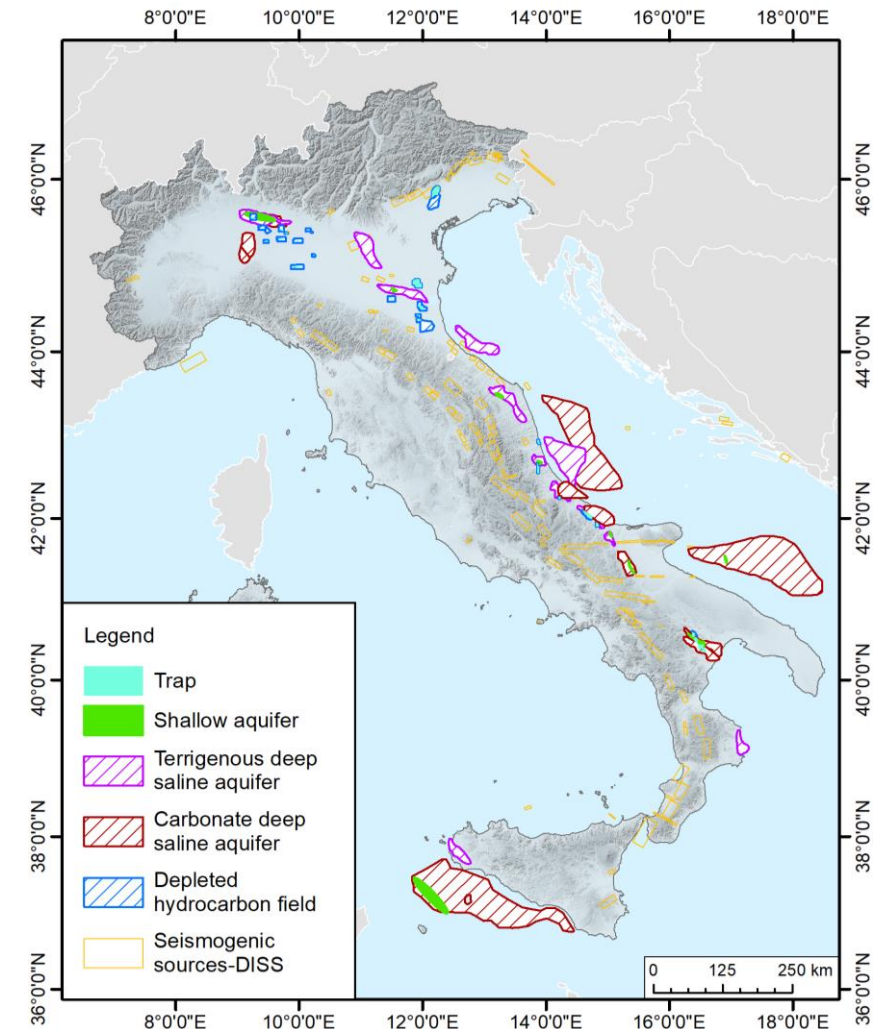 8°0'0"E 10°0'0"E 12°0'0"E 14°0'0"E 16°0'0"E 18°0'0"E
46°0'0"N 46°0'0"N
44°0'0"N 44°0'0"N
42°0'0"N 42°0'0"N
40°0'0"N 40°0'0"N
38°0'0"N 38°0'0"N
36°0'0"N 36°0'0"N
Legend
Trap
Shallow aquifer
Terrigenous deep
saline aquifer
Carbonate deep
saline aquifer
Depleted
hydrocarbon field
Seismogenic
sources-DISS
0 125 250 km
8°0'0"E 10°0'0"E 12°0'0"E 14°0'0"E 16°0'0"E 18°0'0"E